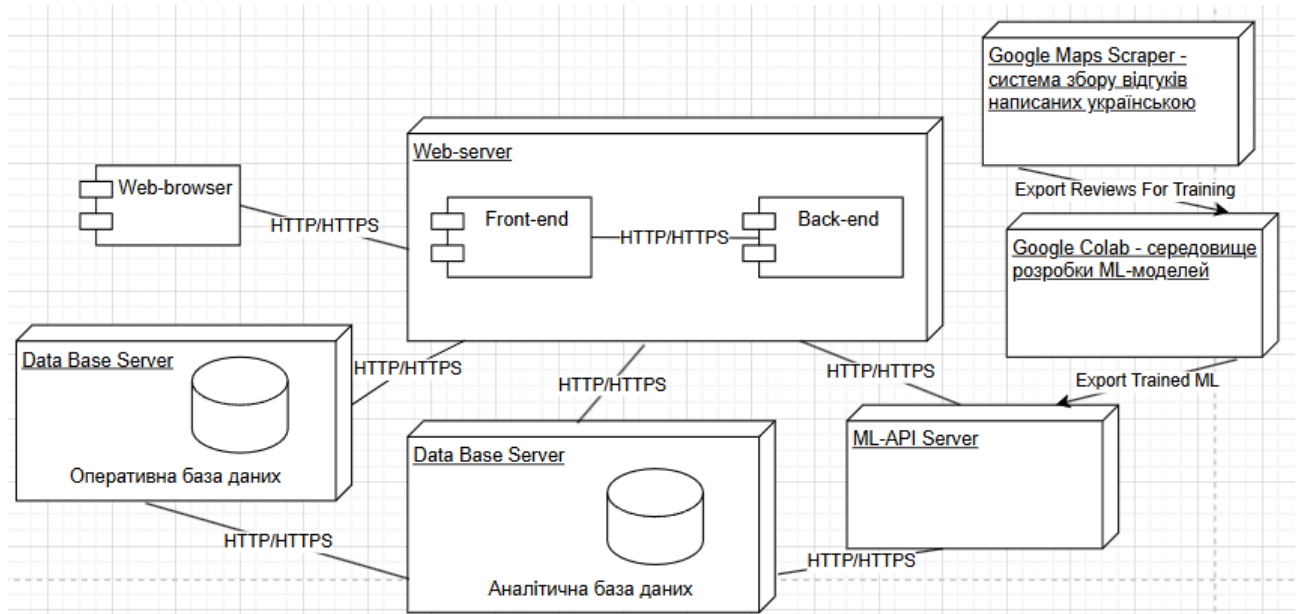 Google Maps Scraper -
система збору відгуків
написаних українською
Export Reviews For Training
Google Colab - середовище
розробки ML-моделей
Export Trained ML
Web-server
Web-browser
HTTP/HTTPS
Front-end
HTTP/HTTPS
Back-end
HTTP/HTTPS
HTTP/HTTPS
HTTP/HTTPS
Data Base Server
Оперативна база даних
Data Base Server
Аналітична база даних
ML-API Server
HTTP/HTTPS
HTTP/HTTPS